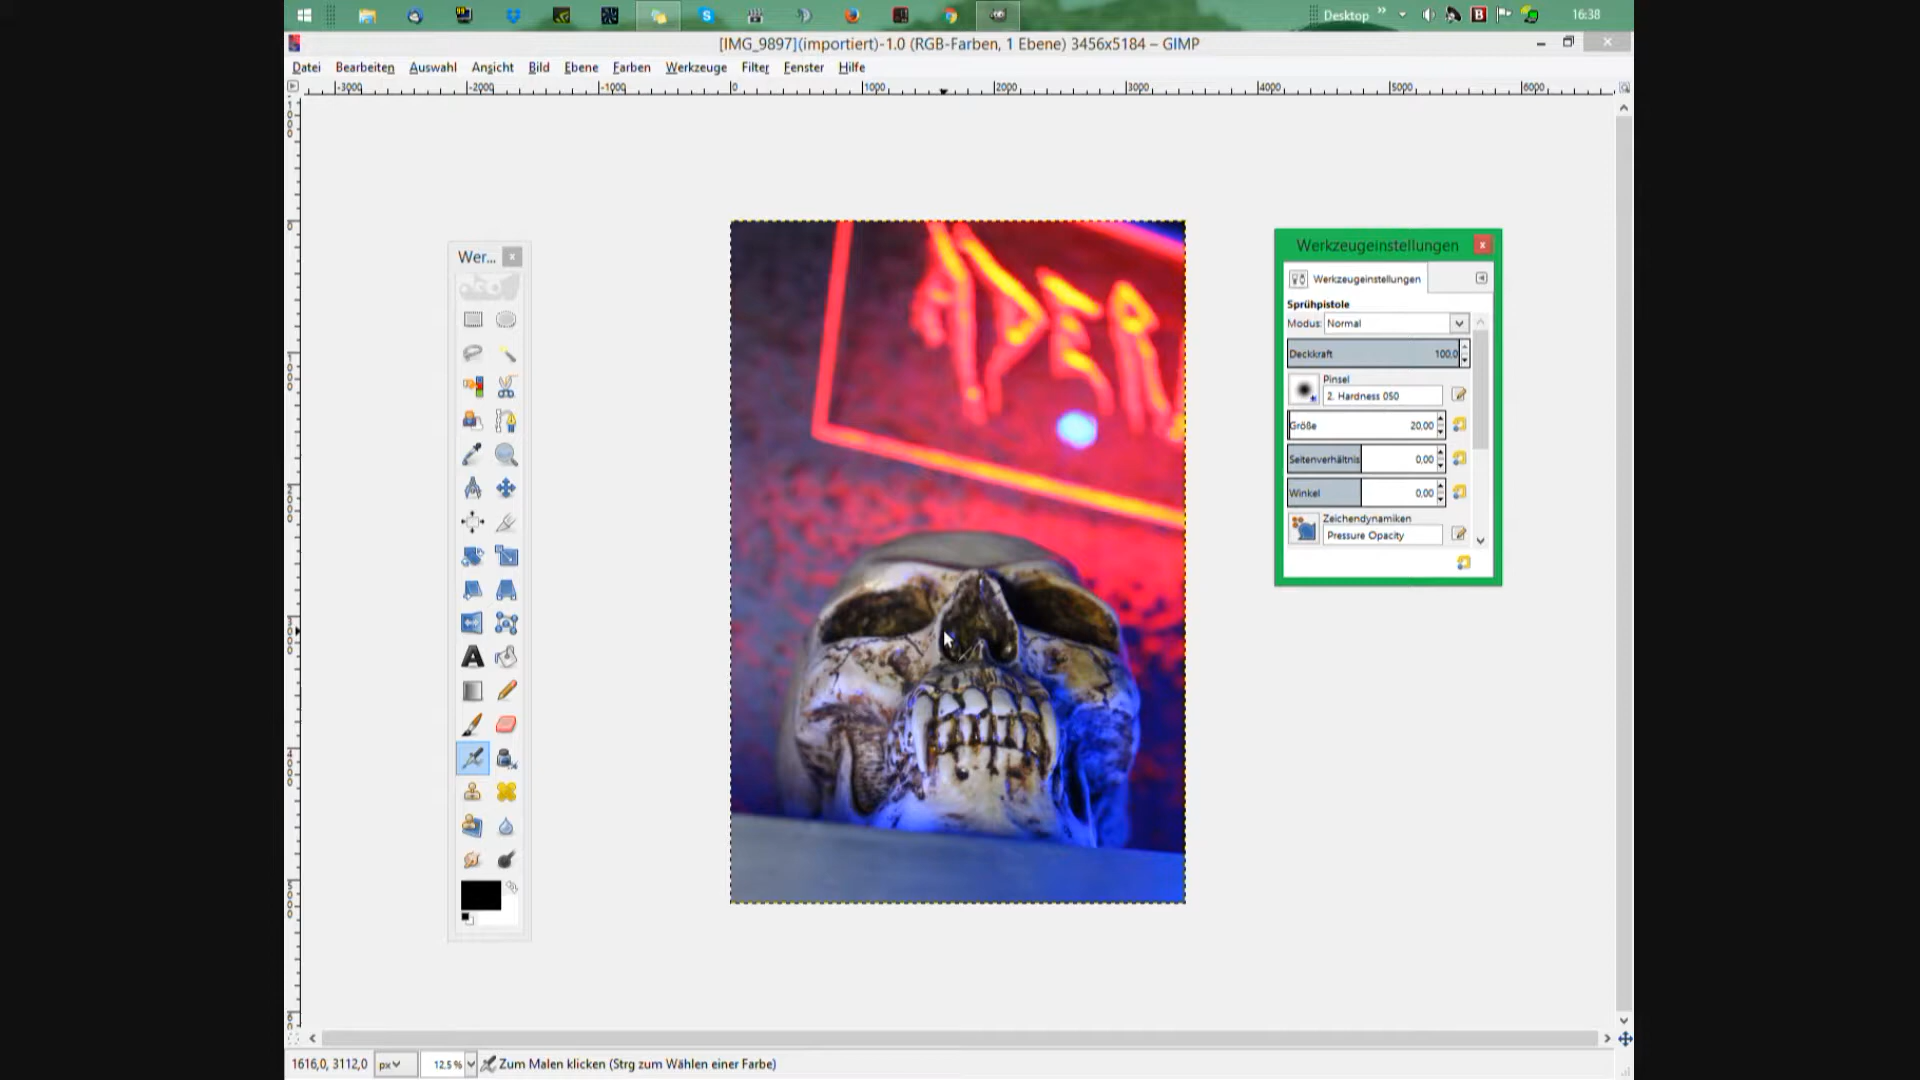 Desktop
16:38
[IMG_9897](importiert)-1.0 (RGB-Farben, 1 Ebene) 3456x5184 – GIMP
Datei Bearbeiten Auswahl Ansicht Bild Ebene Farben Werkzeuge Filter Fenster Hilfe
-3000 -2000 -1000 0 1000 2000 3000 4000 5000 6000
Wer...
ADER
Werkzeugeinstellungen
Werkzeugeinstellungen
Sprühpistole
Modus: Normal
Deckkraft 100,0
Pinsel
2. Hardness 050
Größe 20,00
Seitenverhältnis 0,00
Winkel 0,00
Zeichendynamiken
Pressure Opacity
1616,0, 3112,0 px 12,5 % Zum Malen klicken (Strg zum Wählen einer Farbe)